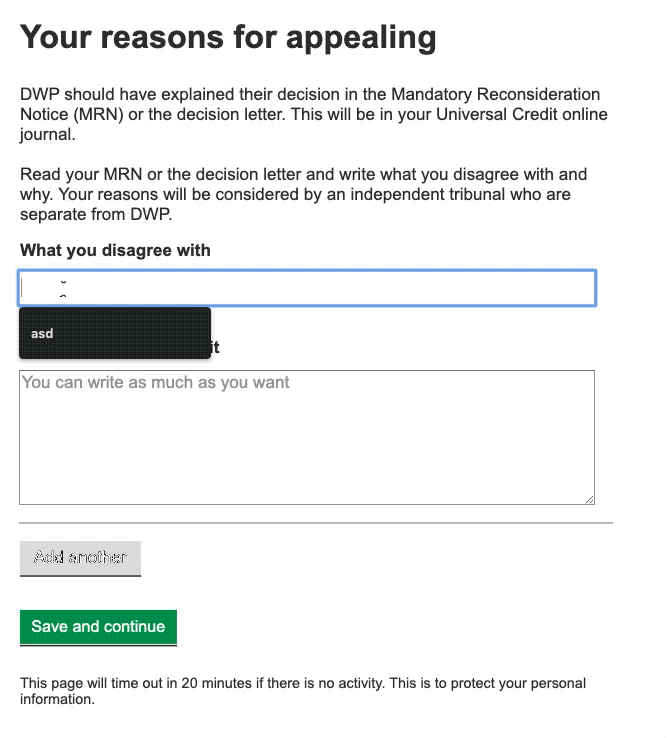 Your reasons for appealing
DWP should have explained their decision in the Mandatory Reconsideration
Notice (MRN) or the decision letter. This will be in your Universal Credit online
journal.
Read your MRN or the decision letter and write what you disagree with and
why. Your reasons will be considered by an independent tribunal who are
separate from DWP.
What you disagree with
asd
it
You can write as much as you want
Add another
Save and continue
This page will time out in 20 minutes if there is no activity. This is to protect your personal
information.